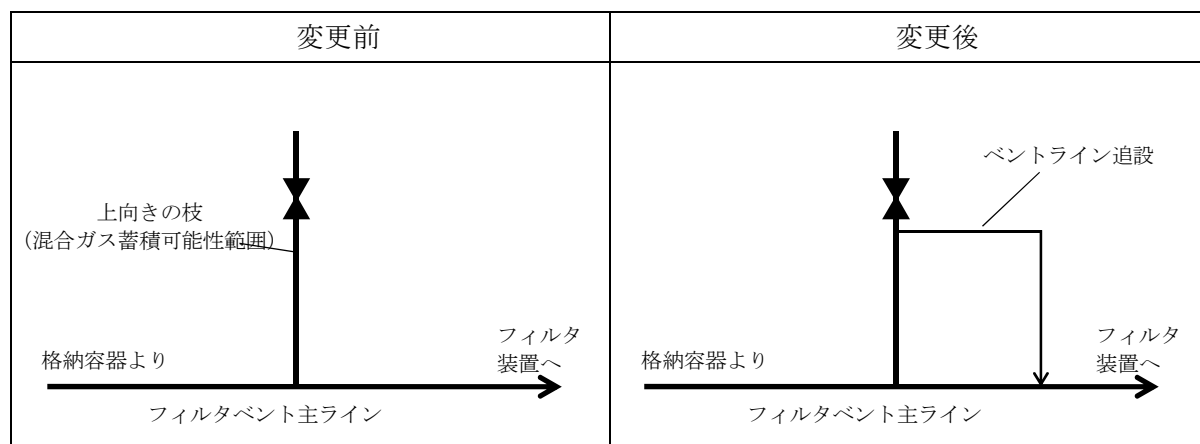 変更前
変更後
上向きの枝
（混合ガス蓄積可能性範囲）
格納容器より
フィルタ
装置へ
フィルタベント主ライン
ベントライン追設
格納容器より
フィルタ
装置へ
フィルタベント主ライン